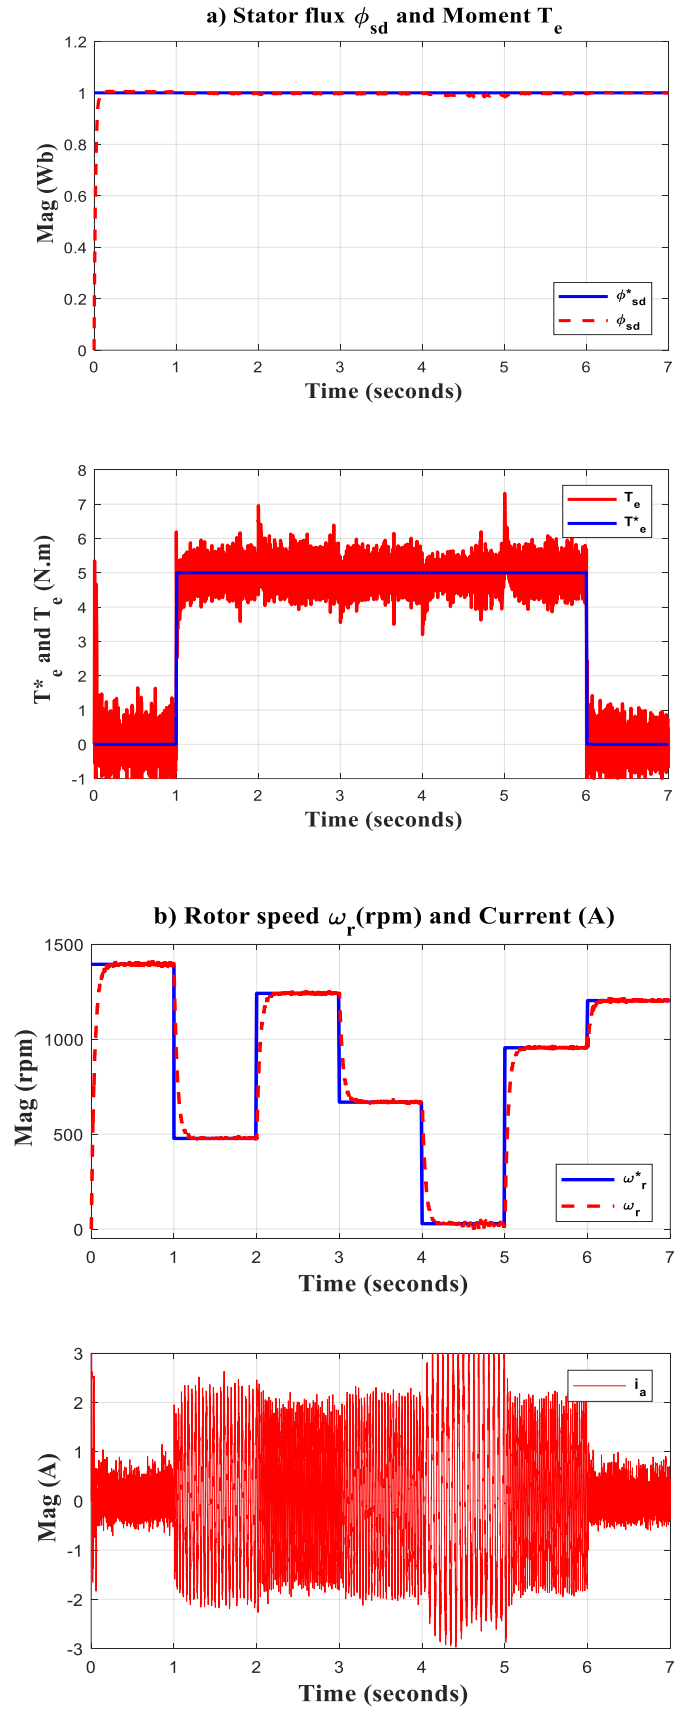 a) Stator flux ϕsd and Moment Te
1.2
1
0.8
0.6
0.4
0.2
0
Mag (Wb)
ϕ*sd
ϕsd
0 1 2 3 4 5 6 7
Time (seconds)
8
7
6
5
4
3
2
1
0
-1
T*e and Te (N.m)
Te
T*e
0 1 2 3 4 5 6 7
Time (seconds)
b) Rotor speed ωr(rpm) and Current (A)
1500
1000
500
0
Mag (rpm)
ω*r
ωr
0 1 2 3 4 5 6 7
Time (seconds)
3
2
1
0
-1
-2
-3
Mag (A)
ia
0 1 2 3 4 5 6 7
Time (seconds)